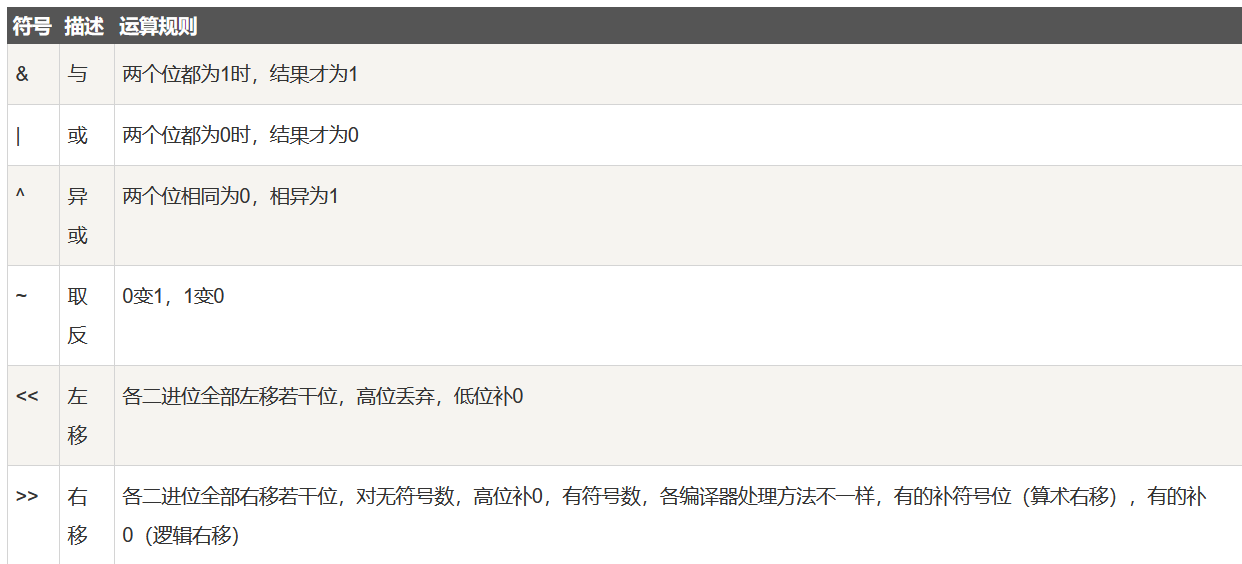 符号 描述 运算规则
& 与 两个位都为1时，结果才为1
| 或 两个位都为0时，结果才为0
^ 异 两个位相同为0，相异为1
或
~ 取 0变1，1变0
反
<< 左 各二进位全部左移若干位，高位丢弃，低位补0
移
>> 右 各二进位全部右移若干位，对无符号数，高位补0，有符号数，各编译器处理方法不一样，有的补符号位（算术右移），有的补
移 0（逻辑右移）